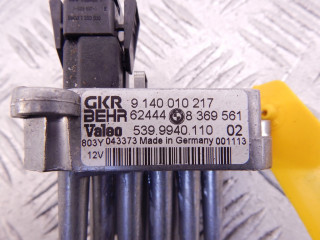 GKR
BEHR
Valeo
9 140 010 217
62444 8 369 561
539.9940.110 02
803Y 043373 Made in Germany 001113
12V